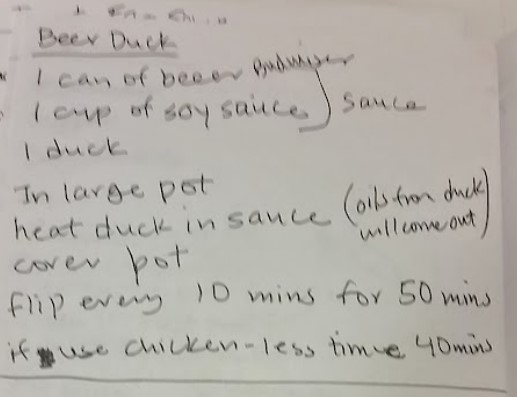 Beer Duck
1 can of beeer Budwiser
1 cup of soy sauce } sauce
1 duck
In large pot
heat duck in sauce (oils from duck will come out)
cover pot
flip every 10 mins for 50 mins
if use chicken - less time 40 mins